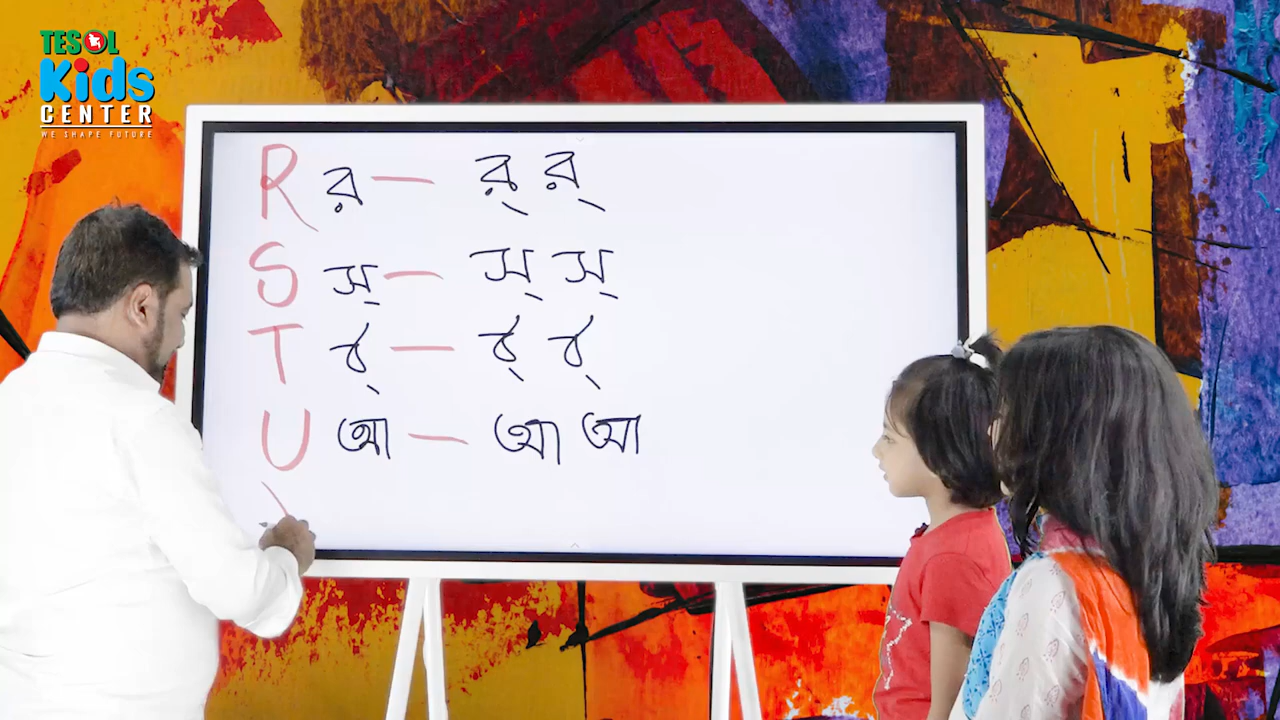 TESOL
Kids
CENTER
WE SHAPE FUTURE
R র — র্ র্
S স্ — স্ স্
T ট্ — ট্ ট্
U আ — আ আ